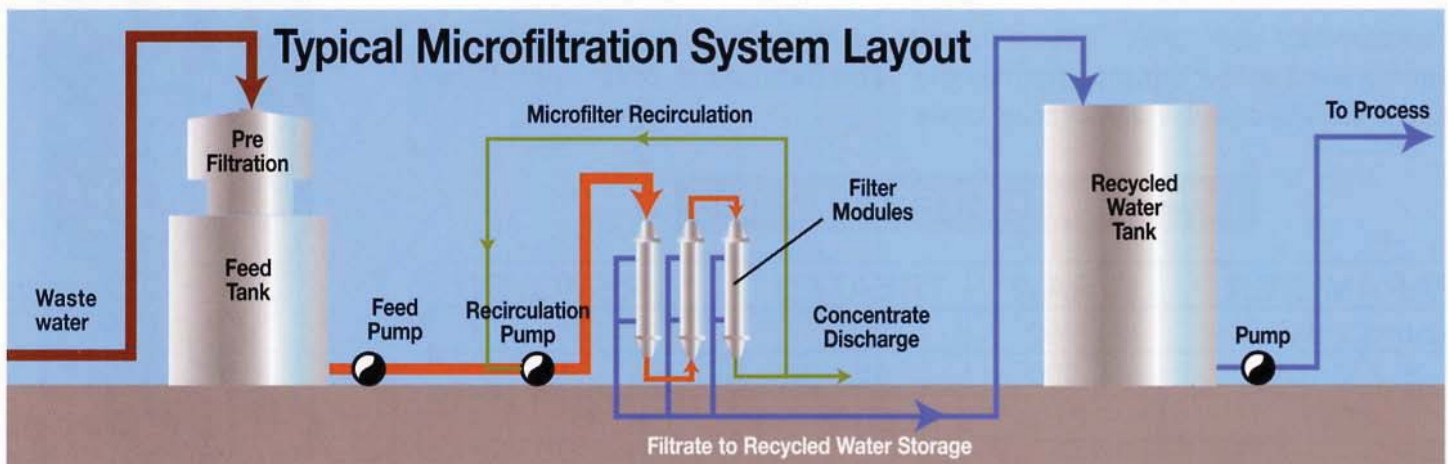 Typical Microfiltration System Layout
Pre
Filtration
Feed
Tank
Waste
water
Feed
Pump
Microfilter Recirculation
Recirculation
Pump
Filter
Modules
Concentrate
Discharge
Filtrate to Recycled Water Storage
Recycled
Water
Tank
Pump
To Process